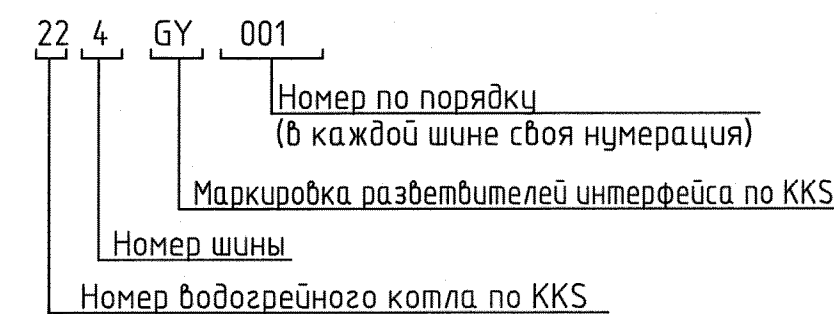 22 4 GY 001
Номер по порядку
(в каждой шине своя нумерация)
Маркировка разветвителей интерфейса по KKS
Номер шины
Номер водогрейного котла по KKS